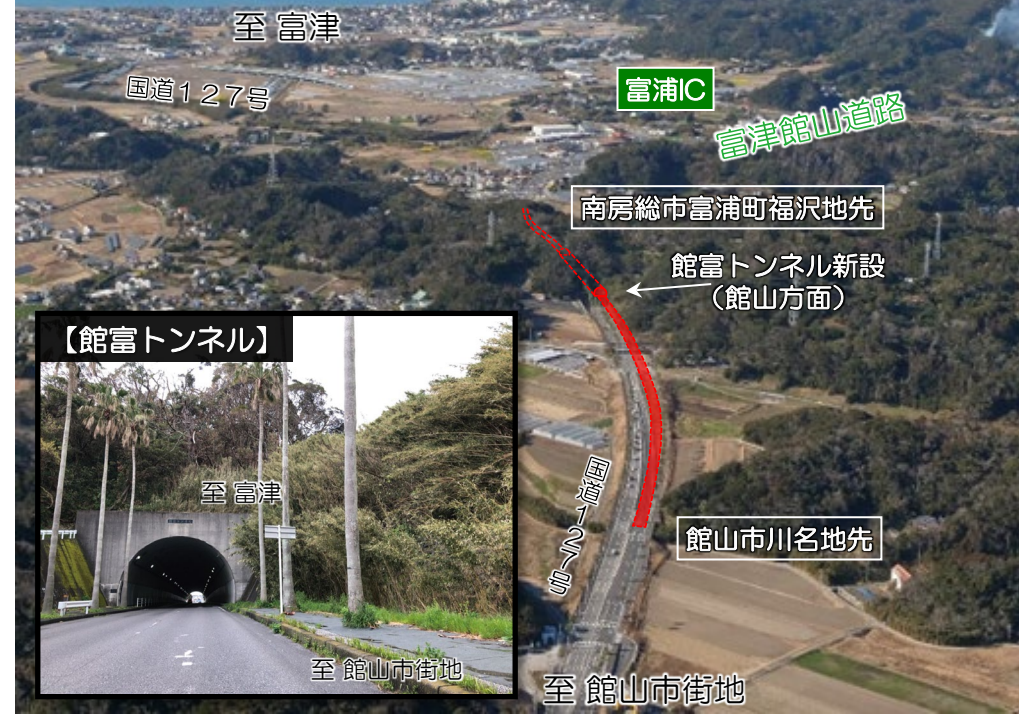 至 富津
国道127号
富浦IC
富津館山道路
南房総市富浦町福沢地先
館富トンネル新設
(館山方面)
【館富トンネル】
至 富津
至 館山市街地
国道127号
館山市川名地先
至 館山市街地